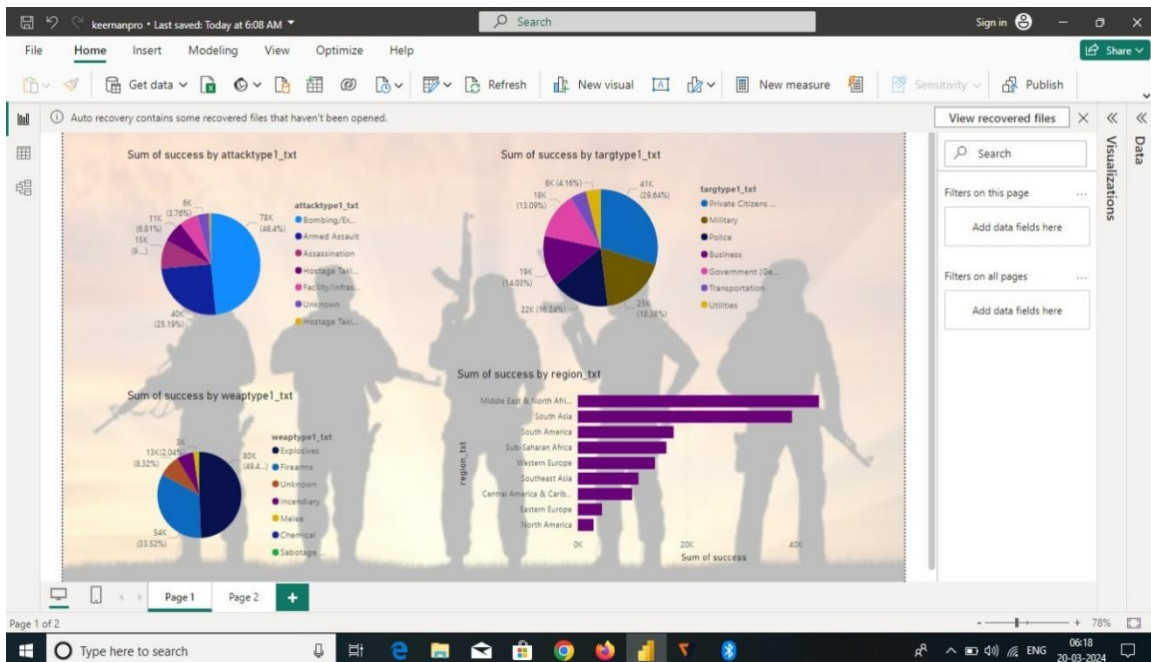 keernanpro • Last saved: Today at 6:08 AM
Search
Sign in
File Home Insert Modeling View Optimize Help
Share
Get data
Refresh
New visual
New measure
Sensitivity
Publish
Auto recovery contains some recovered files that haven't been opened.
View recovered files
Sum of success by attacktype1_txt
6K
(3.76%)
11K
(6.81%)
15K
(9...)
78K
(48.4%)
40K
(25.19%)
attacktype1_txt
Bombing/Ex...
Armed Assault
Assassination
Hostage Taki...
Facility/Infras...
Unknown
Hostage Taki...
Sum of success by targtype1_txt
6K (4.16%)
18K
(13.09%)
41K
(29.64%)
19K
(14.03%)
22K (16.24%)
25K
(18.38%)
targtype1_txt
Private Citizens ...
Military
Police
Business
Government (Ge...
Transportation
Utilities
Sum of success by weaptype1_txt
3K
(2.04%)
13K
(8.32%)
80K
(49.4...)
54K
(33.52%)
weaptype1_txt
Explosives
Firearms
Unknown
Incendiary
Melee
Chemical
Sabotage ...
Sum of success by region_txt
region_txt
Middle East & North Afri...
South Asia
South America
Sub-Saharan Africa
Western Europe
Southeast Asia
Central America & Carib...
Eastern Europe
North America
0K 20K 40K
Sum of success
Search
Filters on this page
...
Add data fields here
Filters on all pages
...
Add data fields here
Visualizations
Data
Page 1
Page 2
Page 1 of 2
78%
Type here to search
ENG
06:18
20-03-2024